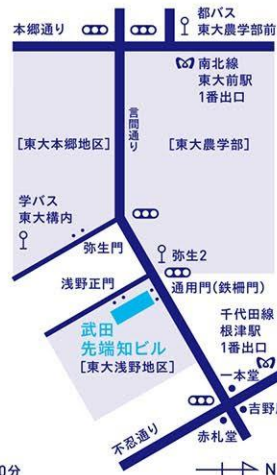 都バス
東大農学部前
本郷通り
南北線
東大前駅
1番出口
言問通り
[東大本郷地区]
[東大農学部]
学バス
東大構内
弥生門
弥生2
浅野正門
通用門(鉄柵門)
武田
先端知ビル
[東大浅野地区]
千代田線
根津駅
1番出口
一本堂
吉野
赤札堂
不忍通り
0分
N